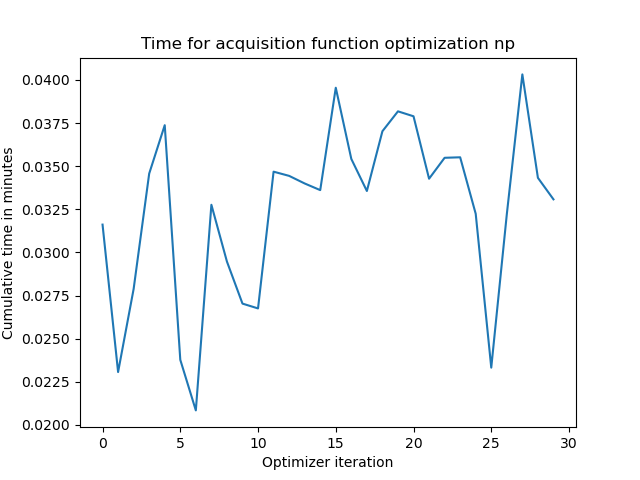 Time for acquisition function optimization np
Cumulative time in minutes
0.0400
0.0375
0.0350
0.0325
0.0300
0.0275
0.0250
0.0225
0.0200
0 5 10 15 20 25 30
Optimizer iteration